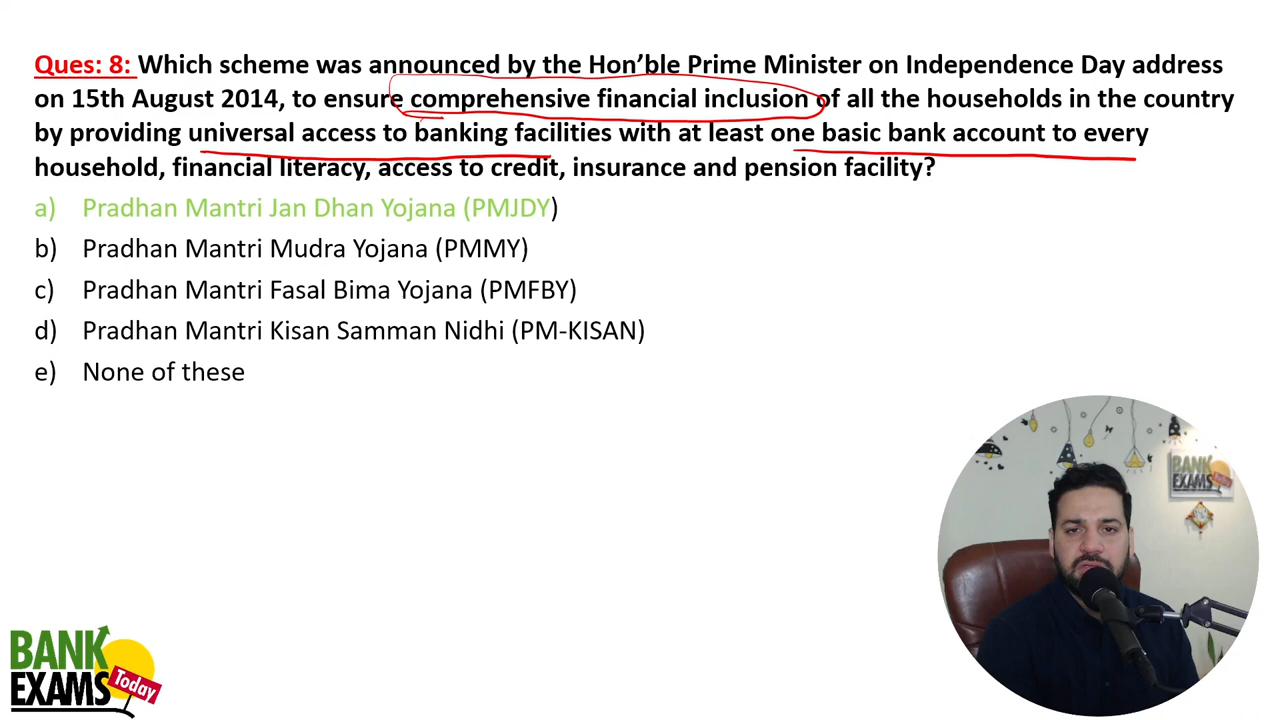 Ques: 8: Which scheme was announced by the Hon’ble Prime Minister on Independence Day address
on 15th August 2014, to ensure comprehensive financial inclusion of all the households in the country
by providing universal access to banking facilities with at least one basic bank account to every
household, financial literacy, access to credit, insurance and pension facility?
a) Pradhan Mantri Jan Dhan Yojana (PMJDY)
b) Pradhan Mantri Mudra Yojana (PMMY)
c) Pradhan Mantri Fasal Bima Yojana (PMFBY)
d) Pradhan Mantri Kisan Samman Nidhi (PM-KISAN)
e) None of these
BANK
EXAMS
Today
BANK
EXAMS
Today